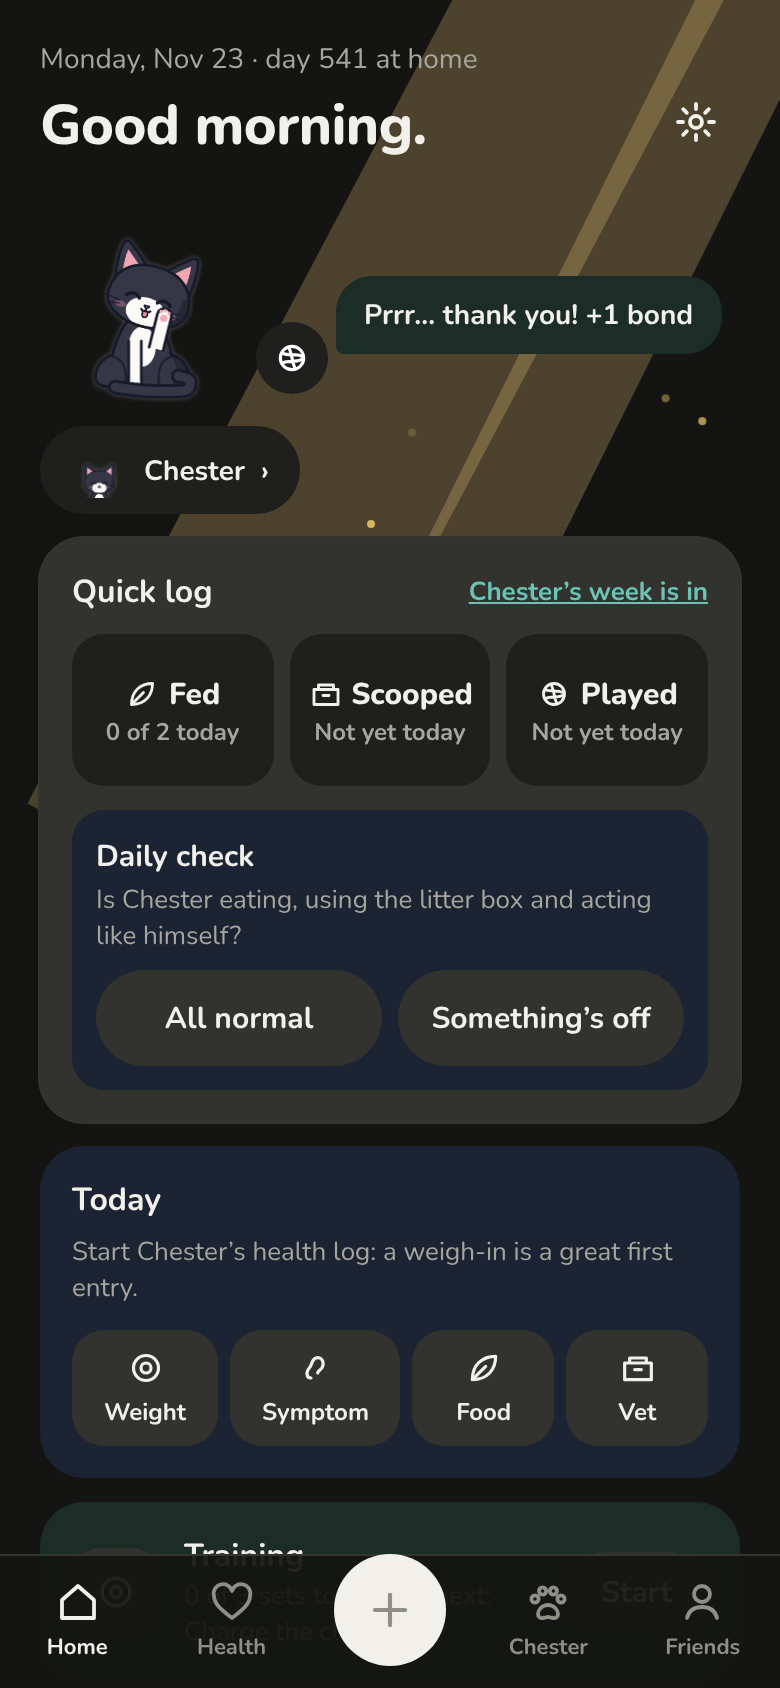 Monday, Nov 23 · day 541 at home
Good morning.
Prrr... thank you! +1 bond
Chester ›
Quick log
Chester’s week is in
Fed
0 of 2 today
Scooped
Not yet today
Played
Not yet today
Daily check
Is Chester eating, using the litter box and acting
like himself?
All normal
Something’s off
Today
Start Chester’s health log: a weigh-in is a great first
entry.
Weight
Symptom
Food
Vet
Training
sets
Start
Charge the
Home
Health
Chester
Friends